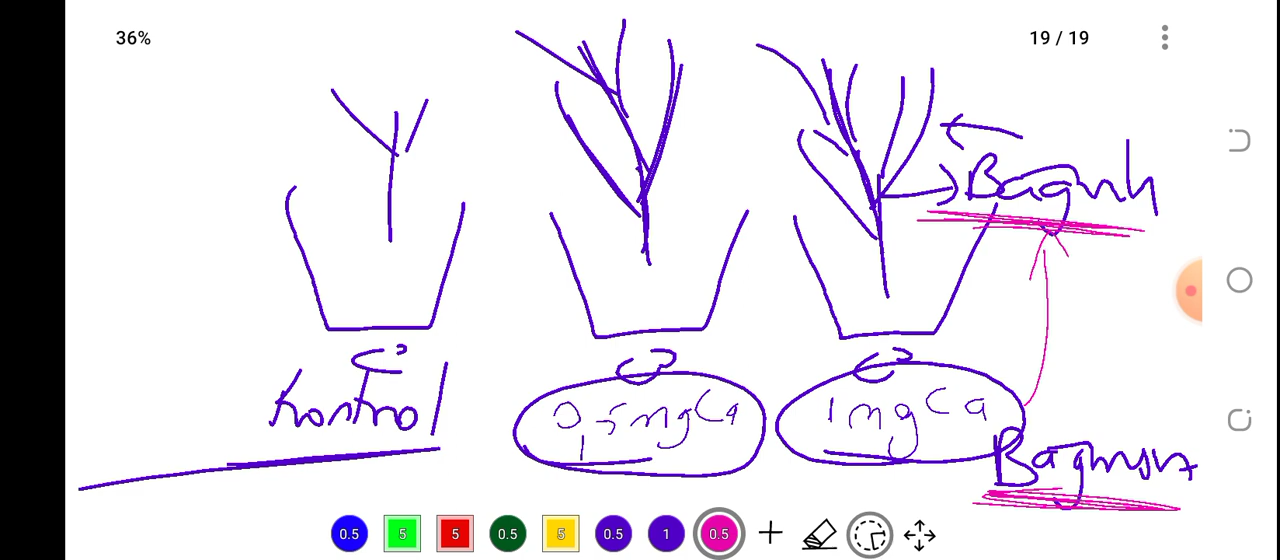 36%
19 / 19
Bağımlı
Kontrol
0,5 mg Ca
1 mg Ca
Bağımsız
0.5 5 5 0.5 5 0.5 1 0.5